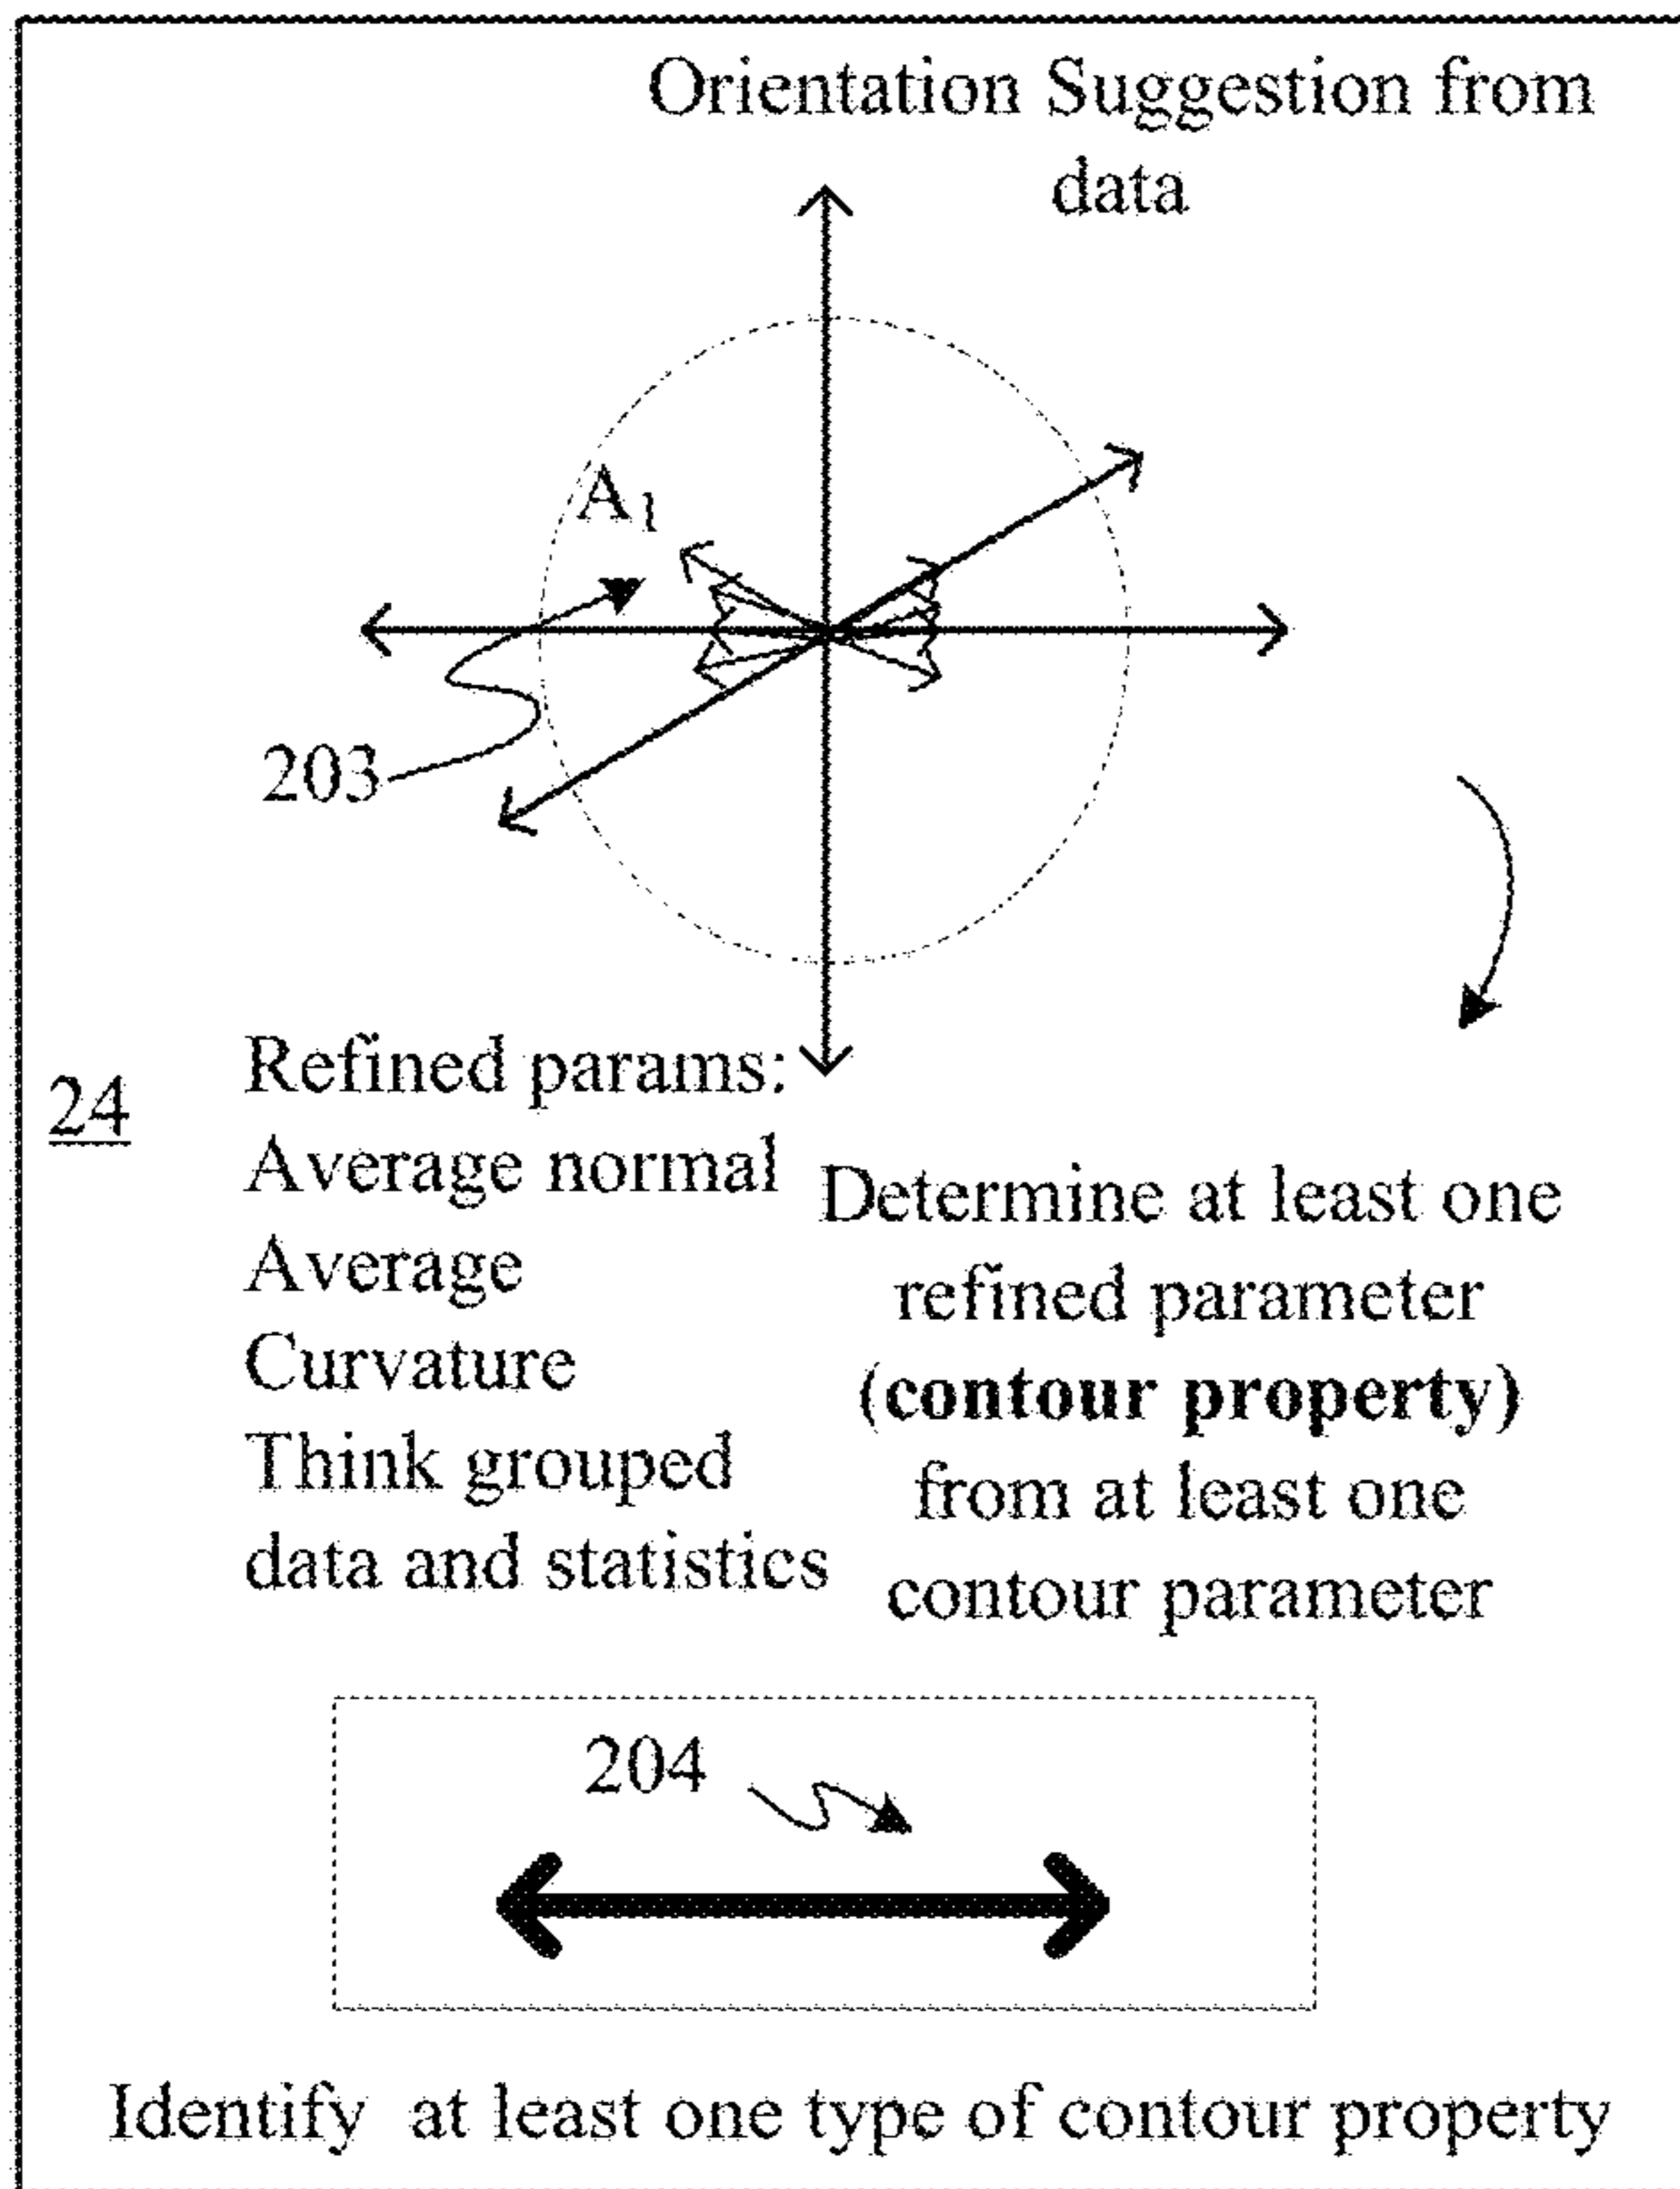 Orientation Suggestion from
data
A1
203
24
Refined params:
Average normal
Average
Curvature
Think grouped
data and statistics
Determine at least one
refined parameter
(contour property)
from at least one
contour parameter
204
Identify at least one type of contour property